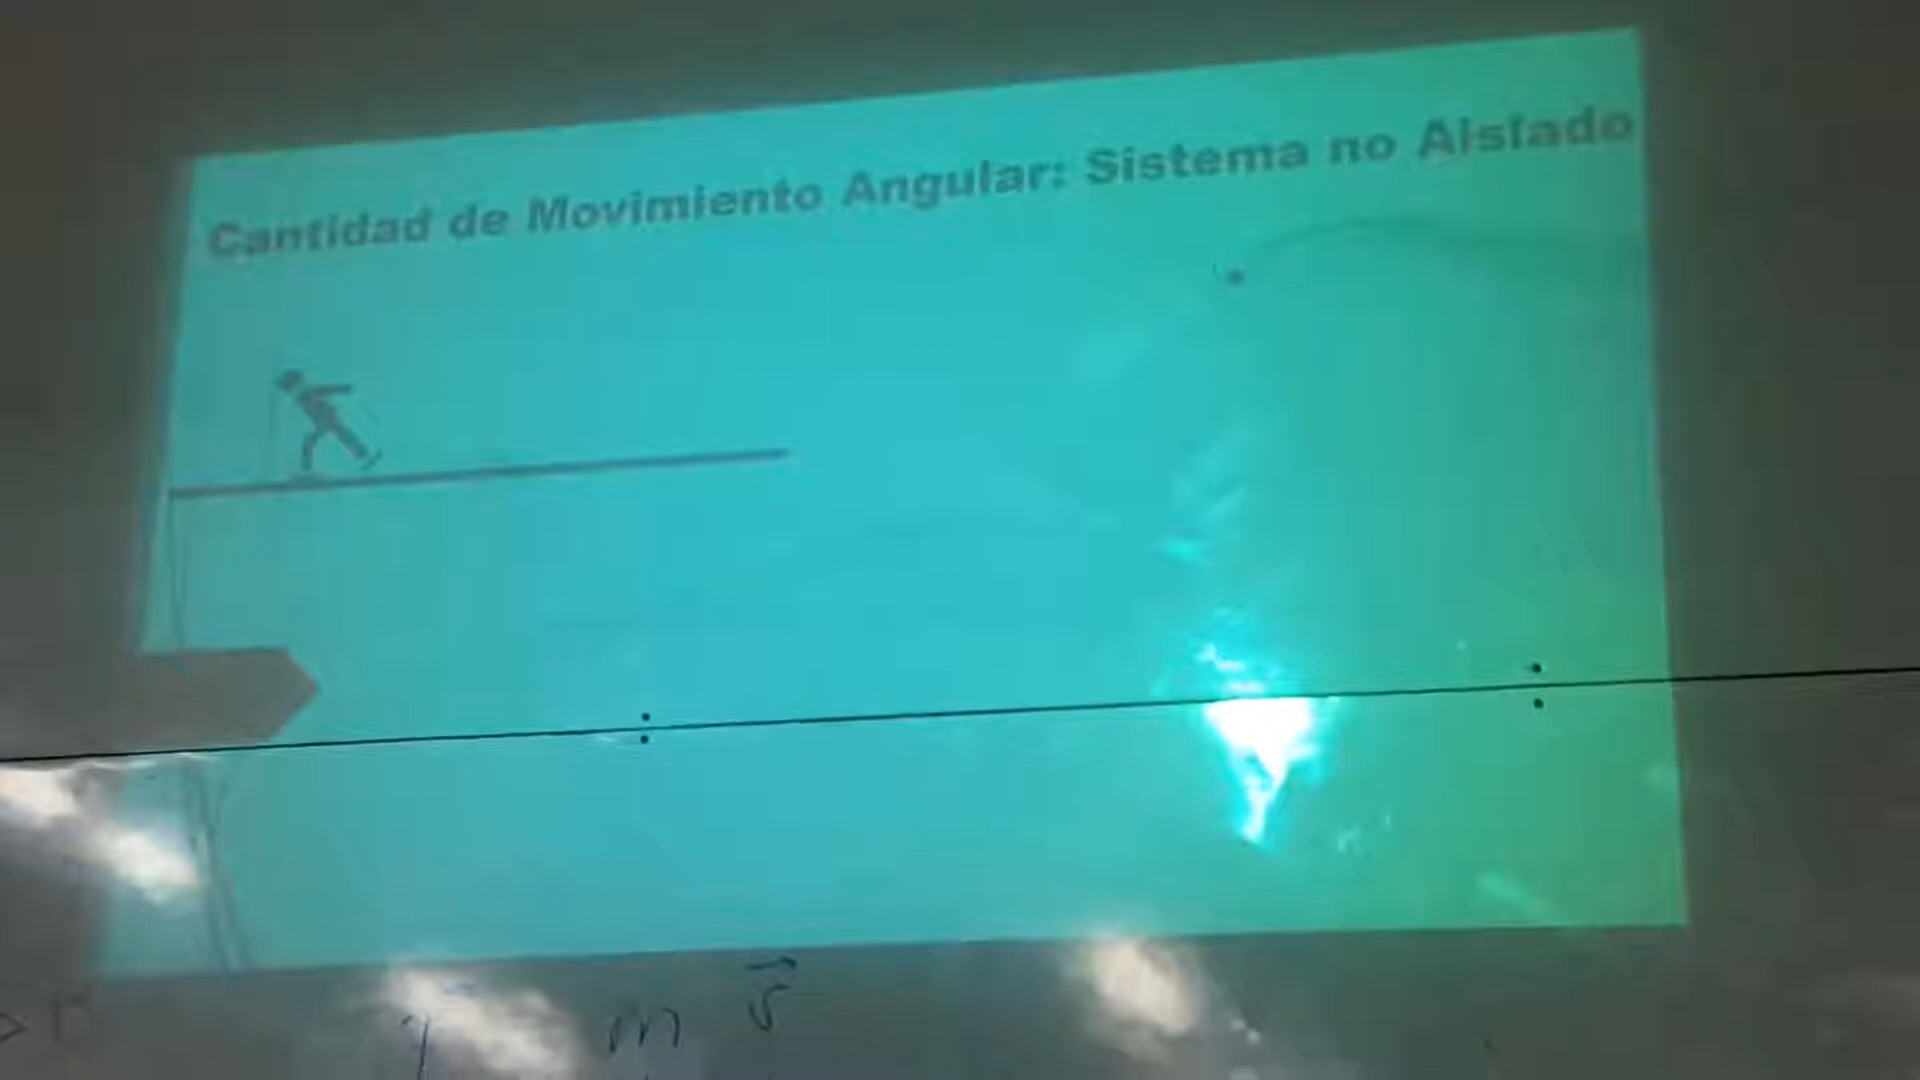 Cantidad de Movimiento Angular: Sistema no Aislado
m v⃗